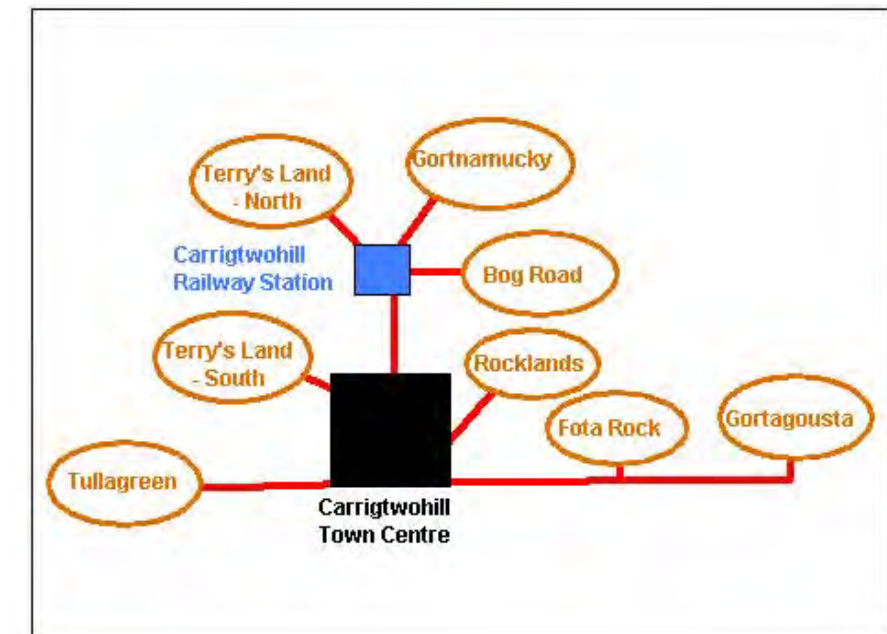 Gortnamucky
Terry's Land
- North
Carrigtwohill
Railway Station
Bog Road
Terry's Land
- South
Rocklands
Fota Rock
Gortagousta
Tullagreen
Carrigtwohill
Town Centre